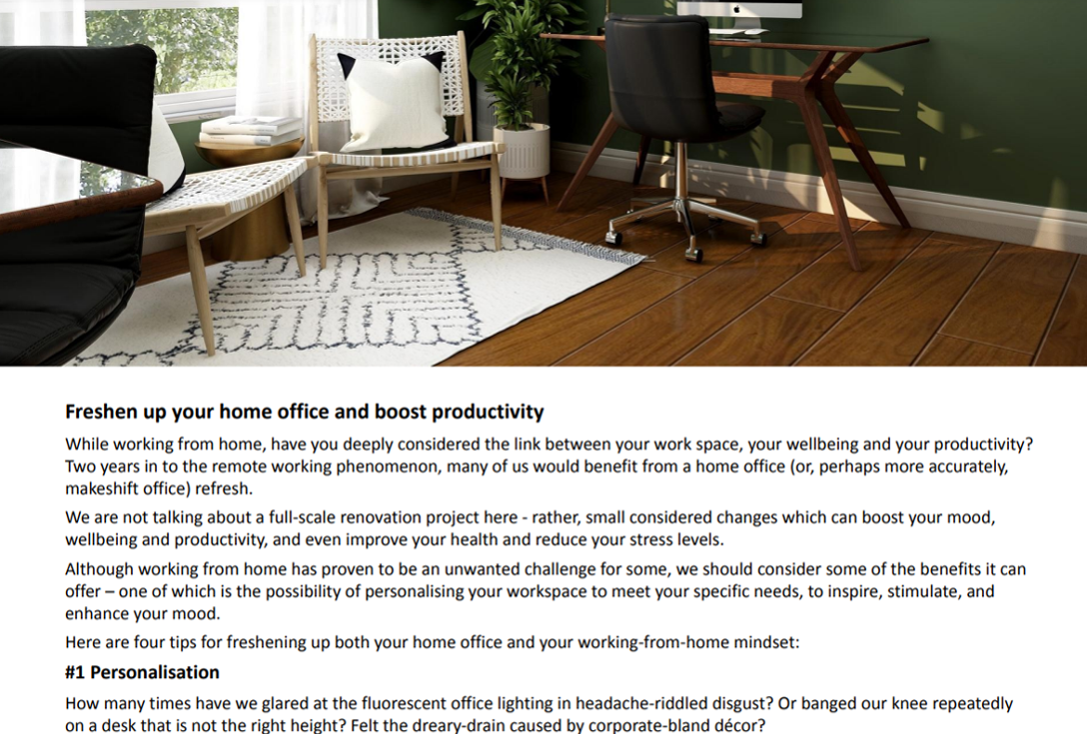 Freshen up your home office and boost productivity
While working from home, have you deeply considered the link between your work space, your wellbeing and your productivity?
Two years in to the remote working phenomenon, many of us would benefit from a home office (or, perhaps more accurately,
makeshift office) refresh.
We are not talking about a full-scale renovation project here - rather, small considered changes which can boost your mood,
wellbeing and productivity, and even improve your health and reduce your stress levels.
Although working from home has proven to be an unwanted challenge for some, we should consider some of the benefits it can
offer – one of which is the possibility of personalising your workspace to meet your specific needs, to inspire, stimulate, and
enhance your mood.
Here are four tips for freshening up both your home office and your working-from-home mindset:
#1 Personalisation
How many times have we glared at the fluorescent office lighting in headache-riddled disgust? Or banged our knee repeatedly
on a desk that is not the right height? Felt the dreary-drain caused by corporate-bland décor?